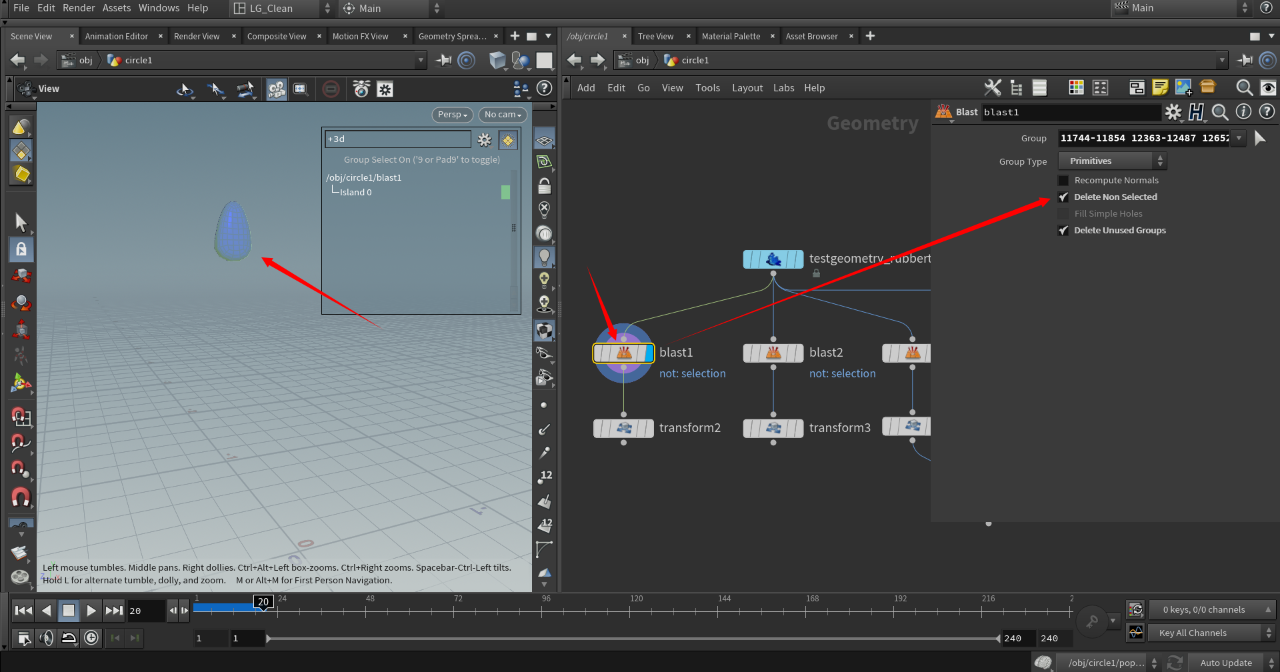 File Edit Render Assets Windows Help LG_Clean Main Main
Scene View Animation Editor Render View Composite View Motion FX View Geometry Sprea...
/obj/circle1 Tree View Material Palette Asset Browser
obj circle1
obj circle1
View
Add Edit Go View Tools Layout Labs Help
Persp No cam
+3d
Group Select On ('9 or Pad9' to toggle)
/obj/circle1/blast1
Island 0
Geometry
Blast blast1
Group 11744-11854 12363-12487 12652
Group Type Primitives
Recompute Normals
Delete Non Selected
Fill Simple Holes
Delete Unused Groups
testgeometry_rubbert
blast1
not: selection
blast2
not: selection
transform2
transform3
12
12
0
0
Left mouse tumbles. Middle pans. Right dollies. Ctrl+Alt+Left box-zooms. Ctrl+Right zooms. Spacebar-Ctrl-Left tilts.
Hold L for alternate tumble, dolly, and zoom. M or Alt+M for First Person Navigation.
20
1 20 24 48 72 96 120 144 168 192 216 2
0 keys, 0/0 channels
1 1 240 240
Key All Channels
/obj/circle1/pop... Auto Update